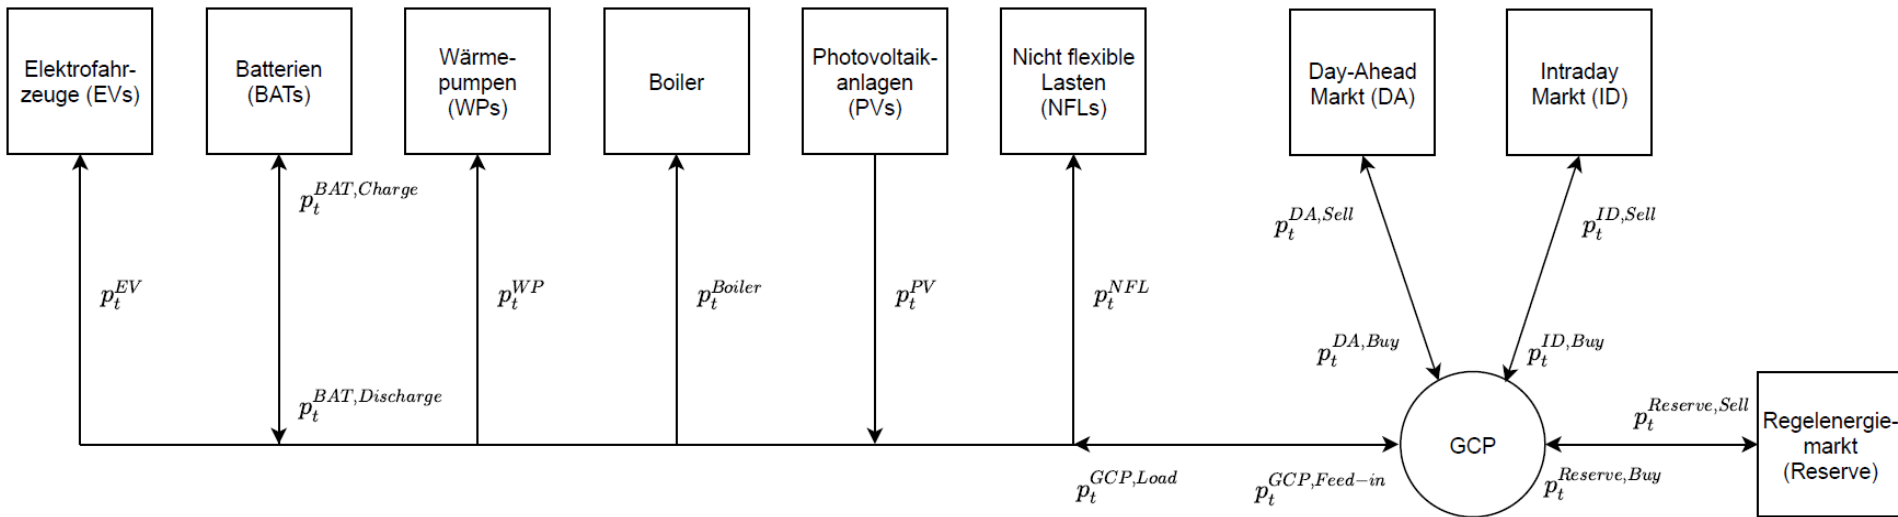 Elektrofahr-
zeuge (EVs)
Batterien
(BATs)
Wärme-
pumpen
(WPs)
Boiler
Photovoltaik-
anlagen
(PVs)
Nicht flexible
Lasten
(NFLs)
Day-Ahead
Markt (DA)
Intraday
Markt (ID)
p_t^{BAT,Charge}
p_t^{DA,Sell}
p_t^{ID,Sell}
p_t^{EV}
p_t^{WP}
p_t^{Boiler}
p_t^{PV}
p_t^{NFL}
p_t^{DA,Buy}
p_t^{ID,Buy}
p_t^{BAT,Discharge}
p_t^{Reserve,Sell}
GCP
Regelenergie-
markt
(Reserve)
p_t^{GCP,Load}
p_t^{GCP,Feed-in}
p_t^{Reserve,Buy}